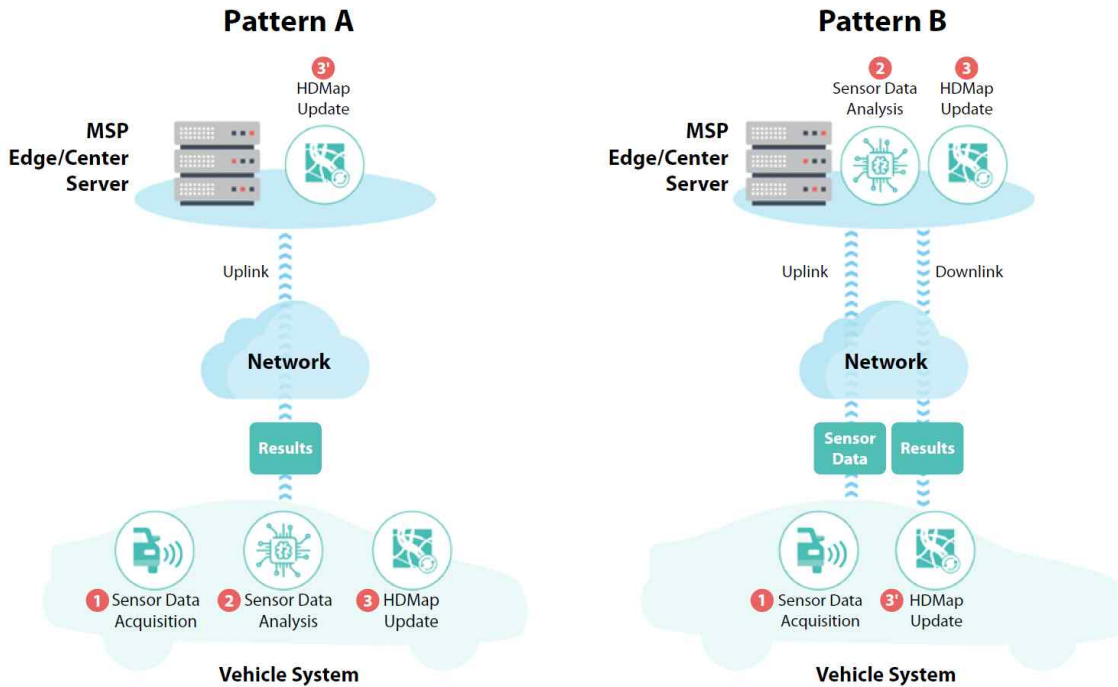 Pattern A
3'
HDMap
Update
MSP
Edge/Center
Server
Uplink
Network
Results
1 Sensor Data
Acquisition
2 Sensor Data
Analysis
3 HDMap
Update
Vehicle System
Pattern B
2
Sensor Data
Analysis
3
HDMap
Update
MSP
Edge/Center
Server
Uplink
Downlink
Network
Sensor
Data
Results
1 Sensor Data
Acquisition
3' HDMap
Update
Vehicle System